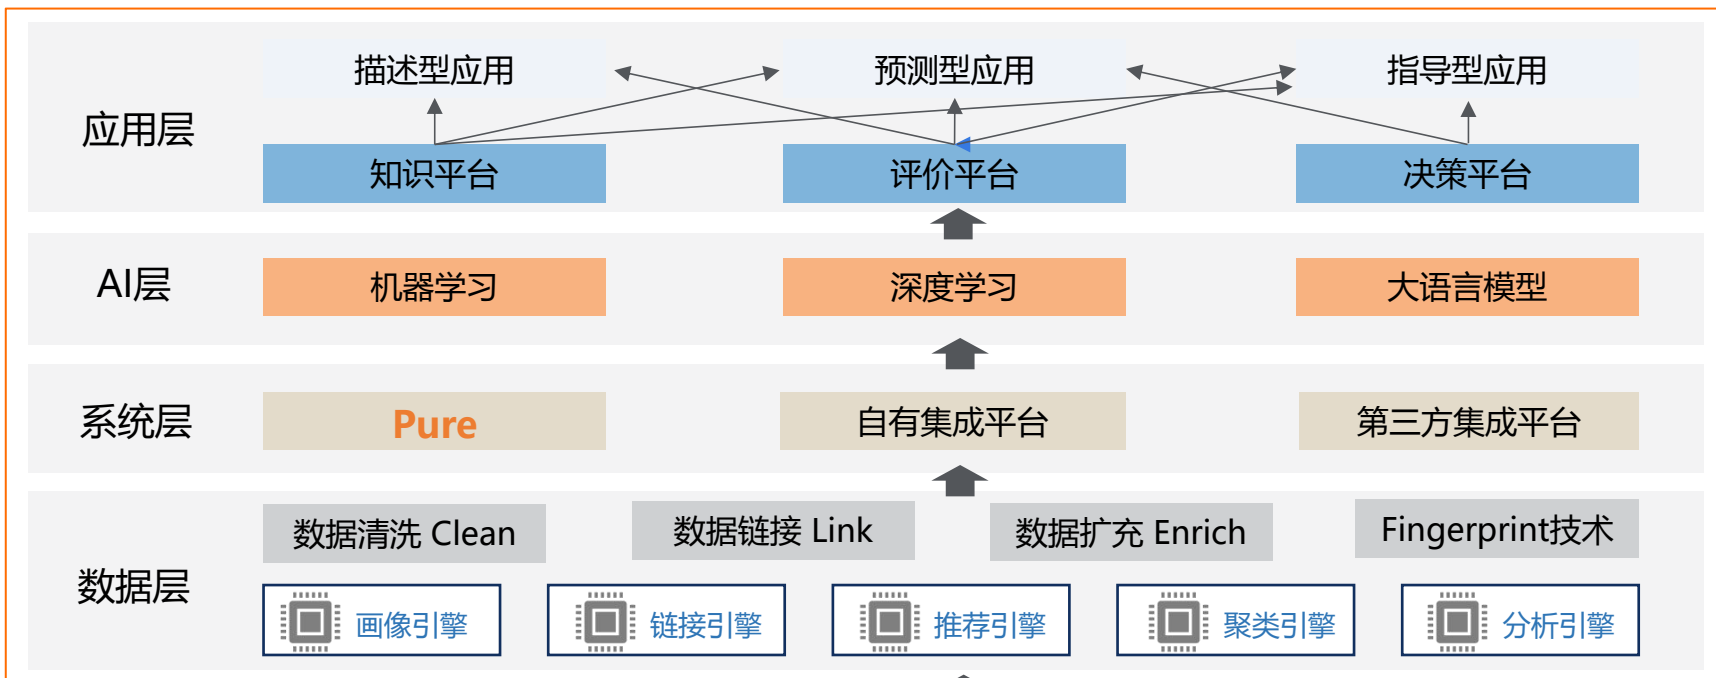 描述型应用
预测型应用
指导型应用
应用层
知识平台
评价平台
决策平台
AI层
机器学习
深度学习
大语言模型
系统层
Pure
自有集成平台
第三方集成平台
数据清洗 Clean
数据链接 Link
数据扩充 Enrich
Fingerprint技术
数据层
画像引擎
链接引擎
推荐引擎
聚类引擎
分析引擎